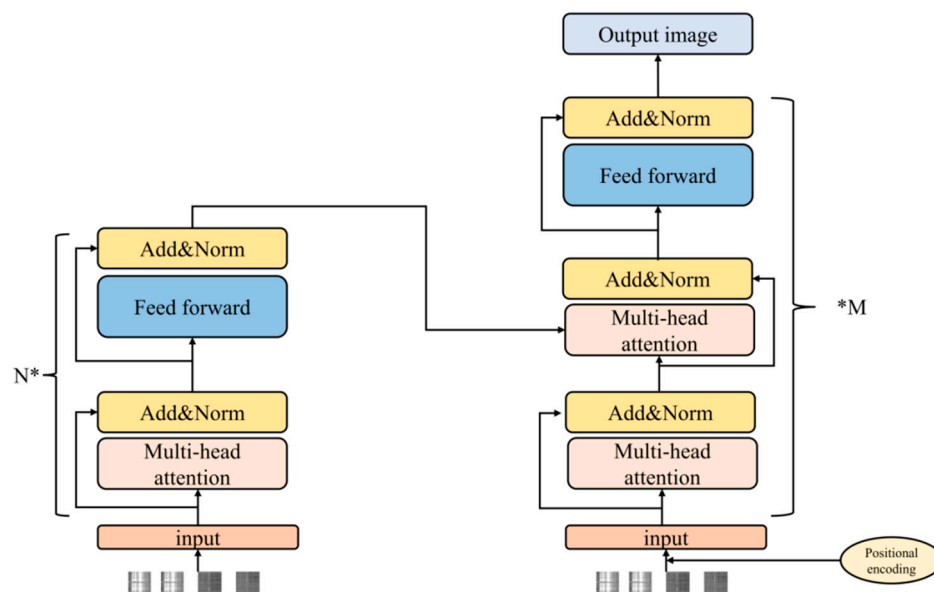 Output image
Add&Norm
Feed forward
Add&Norm
Multi-head
attention
Add&Norm
Multi-head
attention
input
*M
Positional
encoding
Add&Norm
Feed forward
Add&Norm
Multi-head
attention
input
N*